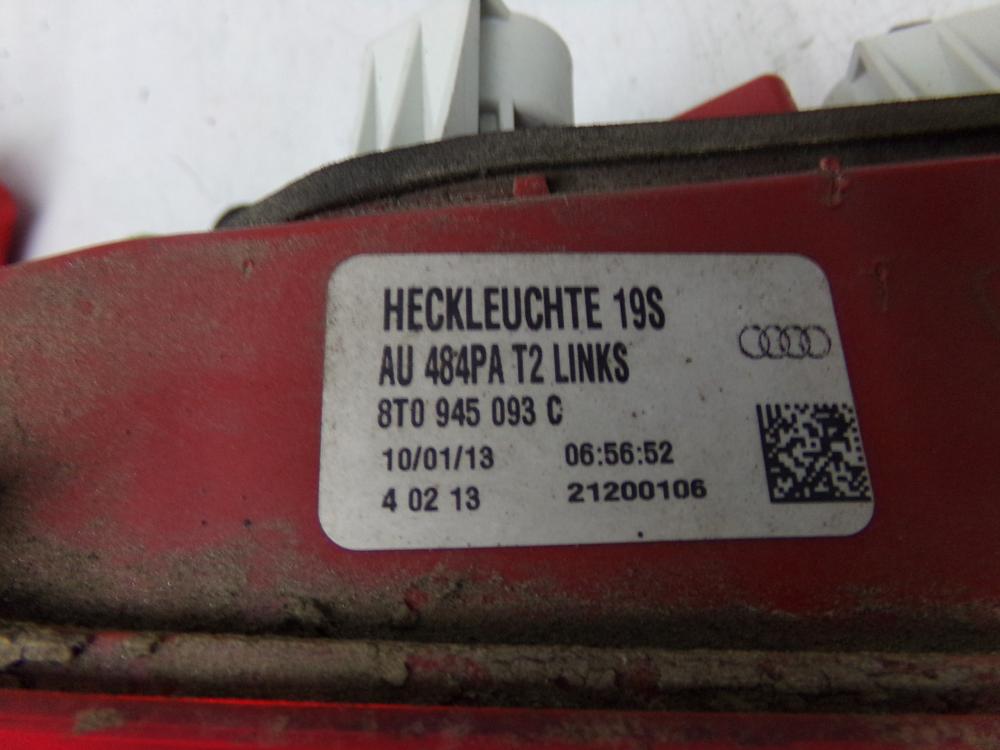 HECKLEUCHTE 19S
AU 484PA T2 LINKS
8T0 945 093 C
10/01/13 06:56:52
4 02 13 21200106